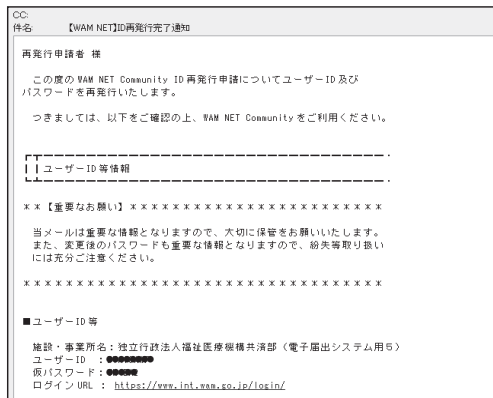 CC:
件名: 【WAM NET】ID再発行完了通知
再発行申請者 様
この度の WAM NET Community ID 再発行申請についてユーザーID 及び
パスワードを再発行いたします。
つきましては、以下をご確認の上、WAM NET Community をご利用ください。
ユーザーID 等情報
**【重要なお願い】************************
当メールは重要な情報となりますので、大切に保管をお願いいたします。
また、変更後のパスワードも重要な情報となりますので、紛失等取り扱い
には充分ご注意ください。
***********************************
■ユーザーID 等
施設・事業所名:独立行政法人福祉医療機構共済部(電子届出システム用5)
ユーザーID :
仮パスワード:
ログイン URL : https://www.int.wam.go.jp/login/